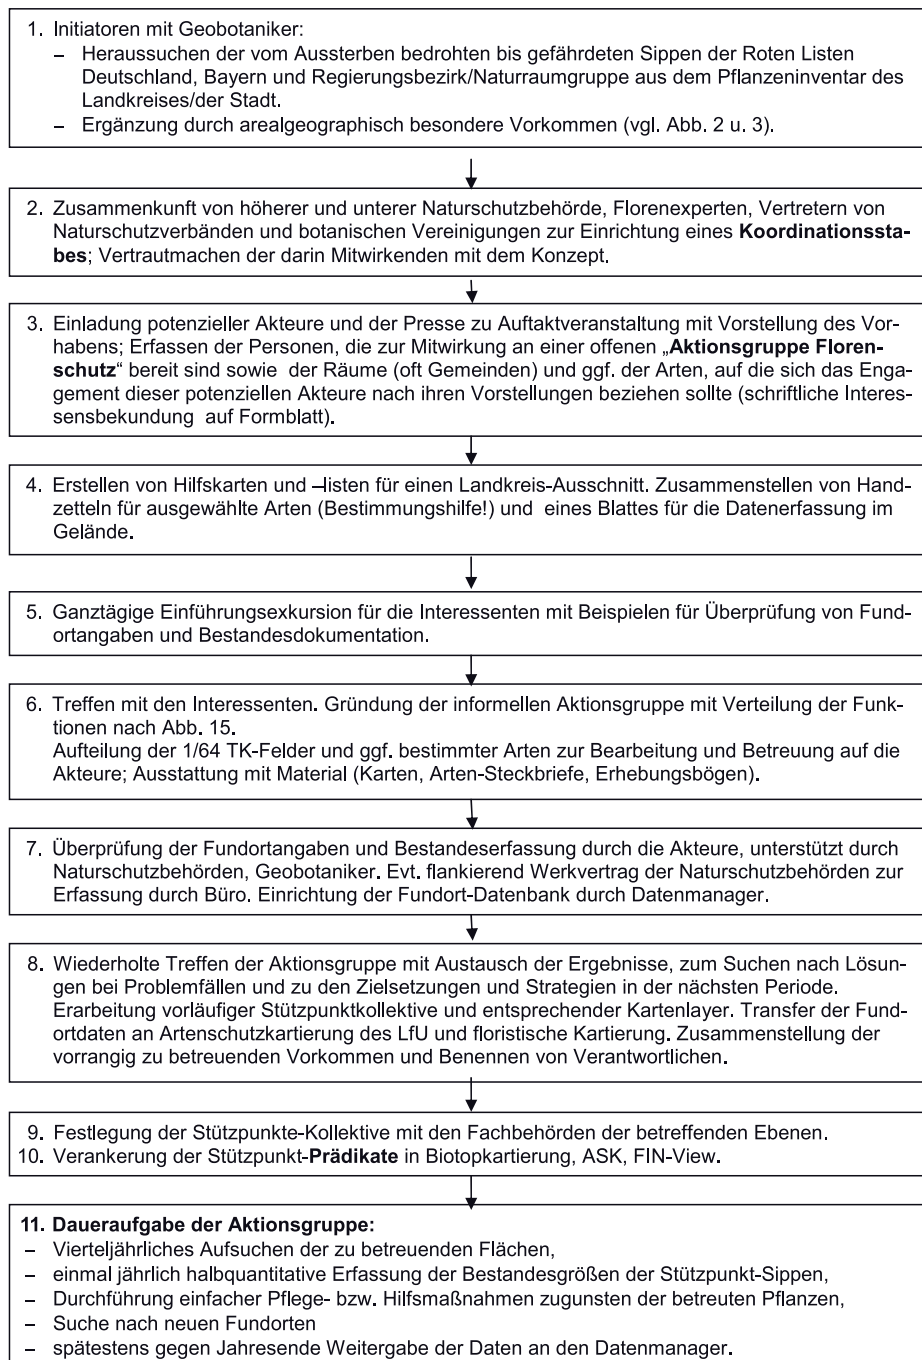 1. Initiatoren mit Geobotaniker:
– Heraussuchen der vom Aussterben bedrohten bis gefährdeten Sippen der Roten Listen
Deutschland, Bayern und Regierungsbezirk/Naturraumgruppe aus dem Pflanzeninventar des
Landkreises/der Stadt.
– Ergänzung durch arealgeographisch besondere Vorkommen (vgl. Abb. 2 u. 3).
2. Zusammenkunft von höherer und unterer Naturschutzbehörde, Florenexperten, Vertretern von
Naturschutzverbänden und botanischen Vereinigungen zur Einrichtung eines Koordinationssta-
bes; Vertrautmachen der darin Mitwirkenden mit dem Konzept.
3. Einladung potenzieller Akteure und der Presse zu Auftaktveranstaltung mit Vorstellung des Vor-
habens; Erfassen der Personen, die zur Mitwirkung an einer offenen „Aktionsgruppe Floren-
schutz“ bereit sind sowie der Räume (oft Gemeinden) und ggf. der Arten, auf die sich das Enga-
gement dieser potenziellen Akteure nach ihren Vorstellungen beziehen sollte (schriftliche Interes-
sensbekundung auf Formblatt).
4. Erstellen von Hilfskarten und –listen für einen Landkreis-Ausschnitt. Zusammenstellen von Hand-
zetteln für ausgewählte Arten (Bestimmungshilfe!) und eines Blattes für die Datenerfassung im
Gelände.
5. Ganztägige Einführungsexkursion für die Interessenten mit Beispielen für Überprüfung von Fund-
ortangaben und Bestandesdokumentation.
6. Treffen mit den Interessenten. Gründung der informellen Aktionsgruppe mit Verteilung der Funk-
tionen nach Abb. 15.
Aufteilung der 1/64 TK-Felder und ggf. bestimmter Arten zur Bearbeitung und Betreuung auf die
Akteure; Ausstattung mit Material (Karten, Arten-Steckbriefe, Erhebungsbögen).
7. Überprüfung der Fundortangaben und Bestandeserfassung durch die Akteure, unterstützt durch
Naturschutzbehörden, Geobotaniker. Evt. flankierend Werkvertrag der Naturschutzbehörden zur
Erfassung durch Büro. Einrichtung der Fundort-Datenbank durch Datenmanager.
8. Wiederholte Treffen der Aktionsgruppe mit Austausch der Ergebnisse, zum Suchen nach Lösun-
gen bei Problemfällen und zu den Zielsetzungen und Strategien in der nächsten Periode.
Erarbeitung vorläufiger Stützpunktkollektive und entsprechender Kartenlayer. Transfer der Fund-
ortdaten an Artenschutzkartierung des LfU und floristische Kartierung. Zusammenstellung der
vorrangig zu betreuenden Vorkommen und Benennen von Verantwortlichen.
9. Festlegung der Stützpunkte-Kollektive mit den Fachbehörden der betreffenden Ebenen.
10. Verankerung der Stützpunkt-Prädikate in Biotopkartierung, ASK, FIN-View.
11. Daueraufgabe der Aktionsgruppe:
– Vierteljährliches Aufsuchen der zu betreuenden Flächen,
– einmal jährlich halbquantitative Erfassung der Bestandesgrößen der Stützpunkt-Sippen,
– Durchführung einfacher Pflege- bzw. Hilfsmaßnahmen zugunsten der betreuten Pflanzen,
– Suche nach neuen Fundorten
– spätestens gegen Jahresende Weitergabe der Daten an den Datenmanager.